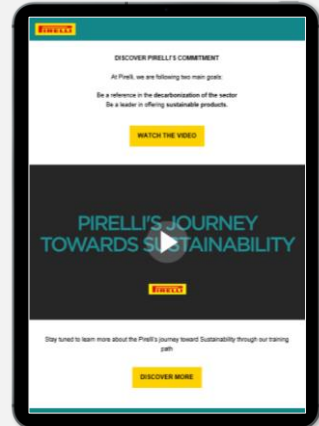 PIRELLI
DISCOVER PIRELLI'S COMMITMENT
At Pirelli, we are following two main goals:
Be a reference in the decarbonization of the sector
Be a leader in offering sustainable products.
WATCH THE VIDEO
PIRELLI'S JOURNEY
TOWARDS SUSTAINABILITY
PIRELLI
Stay tuned to learn more about the Pirelli's journey toward Sustainability through our training
path
DISCOVER MORE